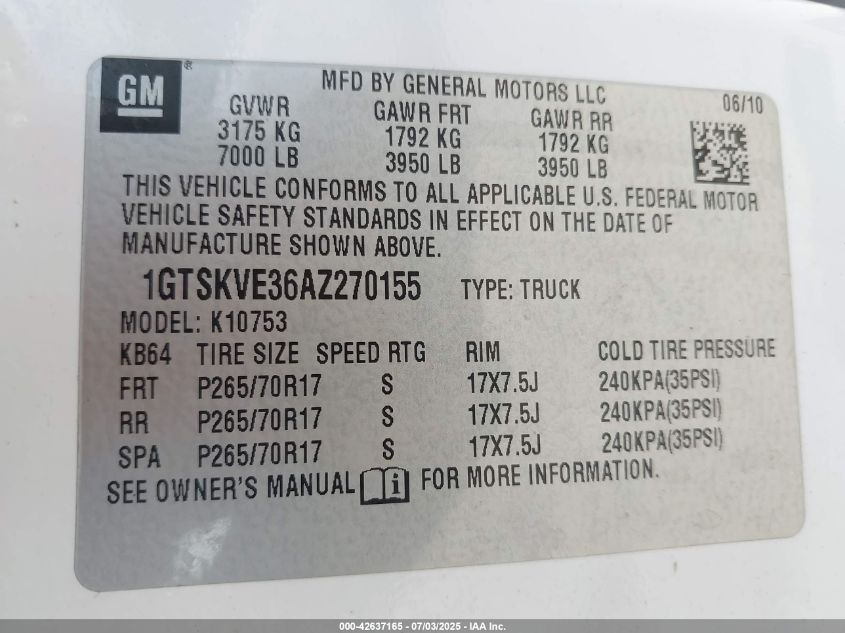 GM ®
MFD BY GENERAL MOTORS LLC
06/10
GVWR GAWR FRT GAWR RR
3175 KG 1792 KG 1792 KG
7000 LB 3950 LB 3950 LB
THIS VEHICLE CONFORMS TO ALL APPLICABLE U.S. FEDERAL MOTOR
VEHICLE SAFETY STANDARDS IN EFFECT ON THE DATE OF
MANUFACTURE SHOWN ABOVE.
1GTSKVE36AZ270155 TYPE: TRUCK
MODEL: K10753
KB64 TIRE SIZE SPEED RTG RIM COLD TIRE PRESSURE
FRT P265/70R17 S 17X7.5J 240KPA(35PSI)
RR P265/70R17 S 17X7.5J 240KPA(35PSI)
SPA P265/70R17 S 17X7.5J 240KPA(35PSI)
SEE OWNER'S MANUAL i FOR MORE INFORMATION.
000-42637165 - 07/03/2025 - IAA Inc.